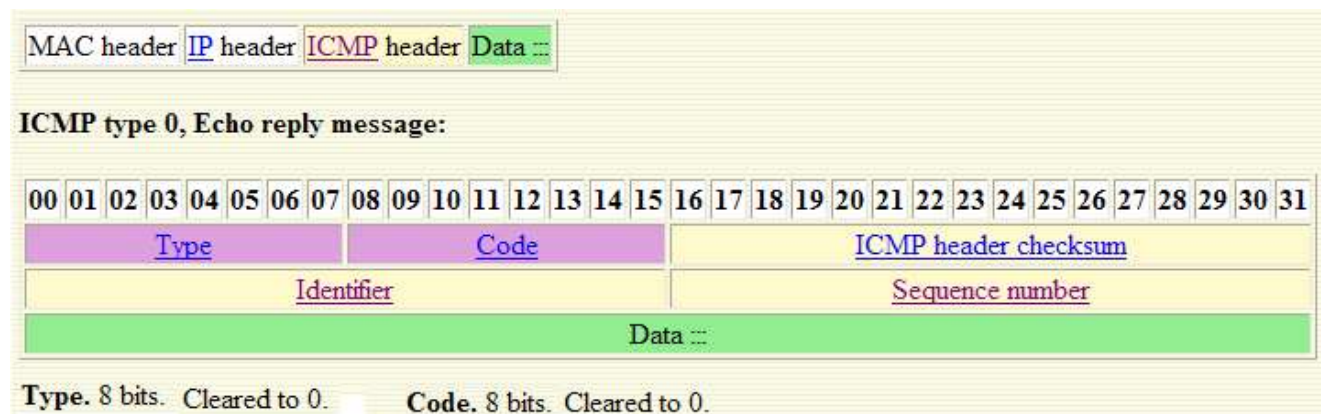 MAC header IP header ICMP header Data :::
ICMP type 0, Echo reply message:
00 01 02 03 04 05 06 07 08 09 10 11 12 13 14 15 16 17 18 19 20 21 22 23 24 25 26 27 28 29 30 31
Type Code ICMP header checksum
Identifier Sequence number
Data :::
Type. 8 bits. Cleared to 0. Code. 8 bits. Cleared to 0.